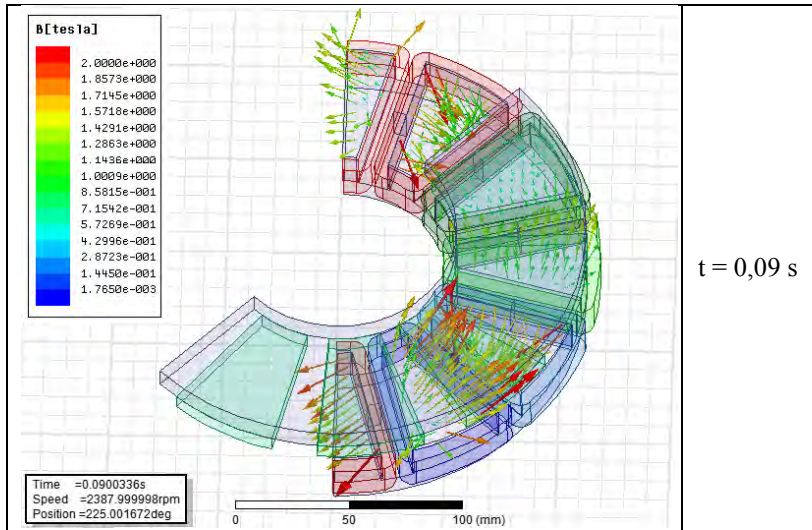 B[tesla]
2.0000e+000
1.8573e+000
1.7145e+000
1.5718e+000
1.4291e+000
1.2863e+000
1.1436e+000
1.0009e+000
8.5815e-001
7.1542e-001
5.7269e-001
4.2996e-001
2.8723e-001
1.4450e-001
1.7650e-003
t = 0,09 s
Time =0.0900336s
Speed =2387.999998rpm
Position =225.001672deg
0 50 100 (mm)